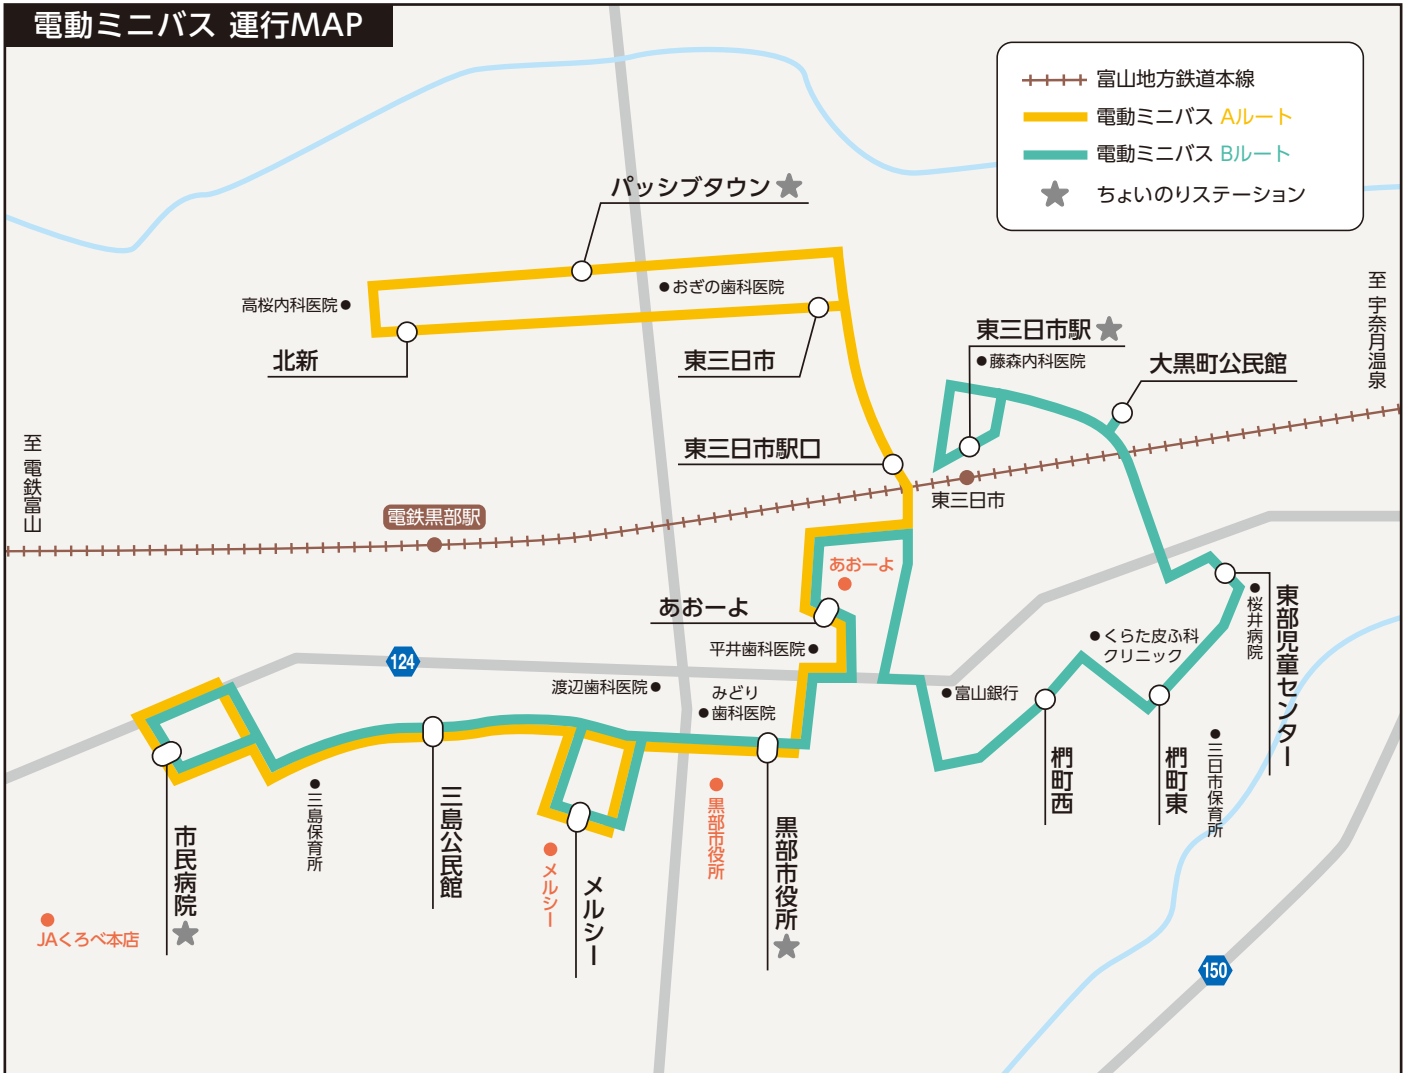 電動ミニバス 運行MAP
富山地方鉄道本線
電動ミニバス Aルート
電動ミニバス Bルート
ちょいのりステーション
パッシブタウン
おぎの歯科医院
高桜内科医院
北新
東三日市
東三日市駅
藤森内科医院
大黒町公民館
至 宇奈月温泉
東三日市駅口
至 電鉄富山
電鉄黒部駅
東三日市
あおーよ
あおーよ
平井歯科医院
124
渡辺歯科医院
みどり
歯科医院
富山銀行
くらた皮ふ科
クリニック
桜井病院
東部児童センター
椚町西
椚町東
三日市保育所
三島保育所
三島公民館
市民病院
メルシー
メルシー
黒部市役所
黒部市役所
JAくろべ本店
150